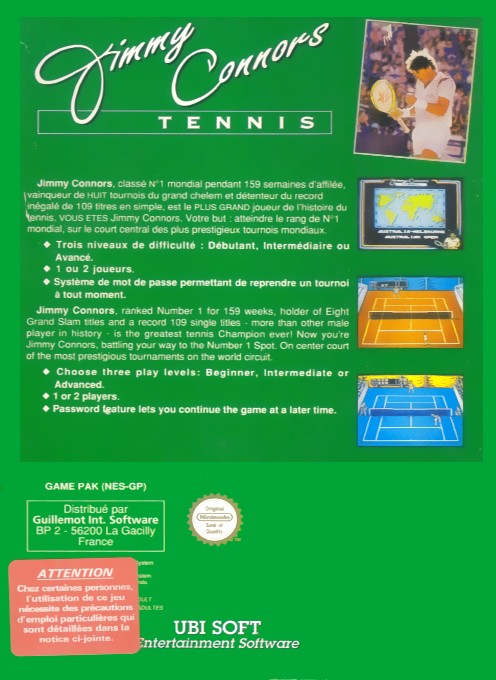 Jimmy Connors
TENNIS
Jimmy Connors, classé N°1 mondial pendant 159 semaines d'affilée,
vainqueur de HUIT tournois du grand chelem et détenteur du record
inégalé de 109 titres en simple, est le PLUS GRAND joueur de l'histoire du
tennis. VOUS ETES Jimmy Connors. Votre but : atteindre le rang de N°1
mondial, sur le court central des plus prestigieux tournois mondiaux.
◆ Trois niveaux de difficulté : Débutant, Intermédiaire ou
Avancé.
◆ 1 ou 2 joueurs.
◆ Système de mot de passe permettant de reprendre un tournoi
à tout moment.
Jimmy Connors, ranked Number 1 for 159 weeks, holder of Eight
Grand Slam titles and a record 109 single titles - more than other male
player in history - is the greatest tennis Champion ever! Now you're
Jimmy Connors, battling your way to the Number 1 Spot. On center court
of the most prestigious tournaments on the world circuit.
◆ Choose three play levels: Beginner, Intermediate or
Advanced.
◆ 1 or 2 players.
◆ Password feature lets you continue the game at a later time.
AUSTRALIA-MELBOURNE
AUSTRALIAN OPEN
GAME PAK (NES-GP)
Distribué par
Guillemot Int. Software
BP 2 - 56200 La Gacilly
France
Original
Nintendo
Seal of
Quality
ATTENTION
Chez certaines personnes,
l'utilisation de ce jeu
nécessite des précautions
d'emploi particulières qui
sont détaillées dans la
notice ci-jointe.
UBI SOFT
Entertainment Software